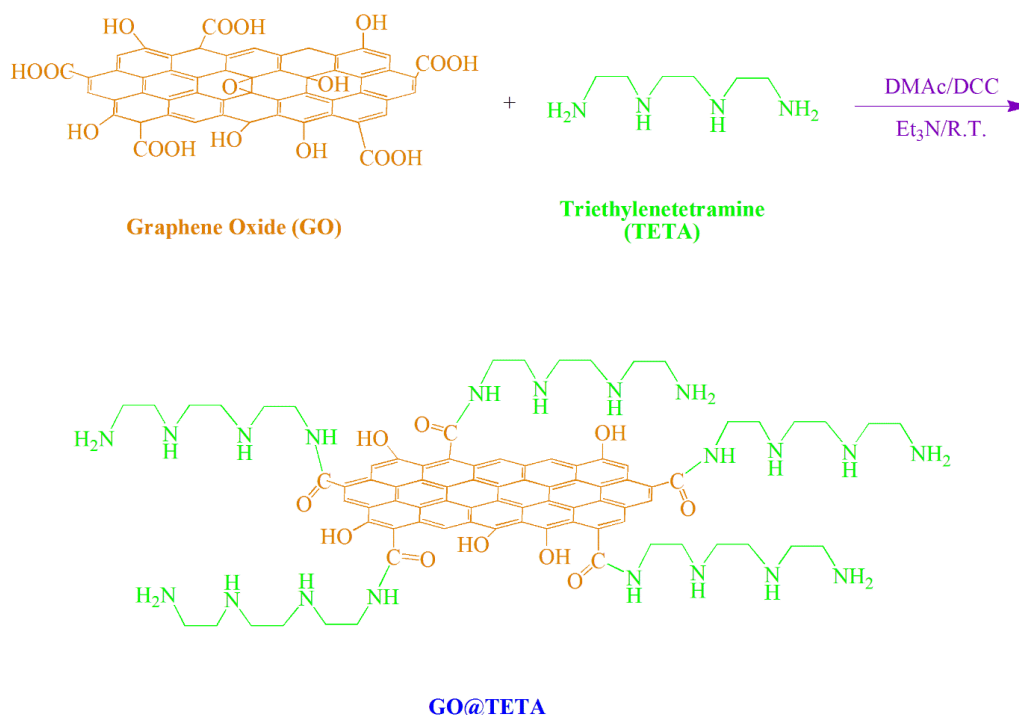 OH
COOH
OH
HOOC
COOH
O
OH
HO
COOH
HO
OH
COOH
+
H₂N
N
H
H
N
NH₂
DMAc/DCC
Et₃N/R.T.
Graphene Oxide (GO)
Triethylenetetramine
(TETA)
NH
N
H
N
H
NH₂
H₂N
N
H
N
H
NH
O
C
HO
OH
NH
N
H
N
H
NH₂
C
O
C
O
HO
HO
OH
C
O
C
O
H₂N
H
N
H
N
NH
N
H
N
H
N
H
NH₂
GO@TETA